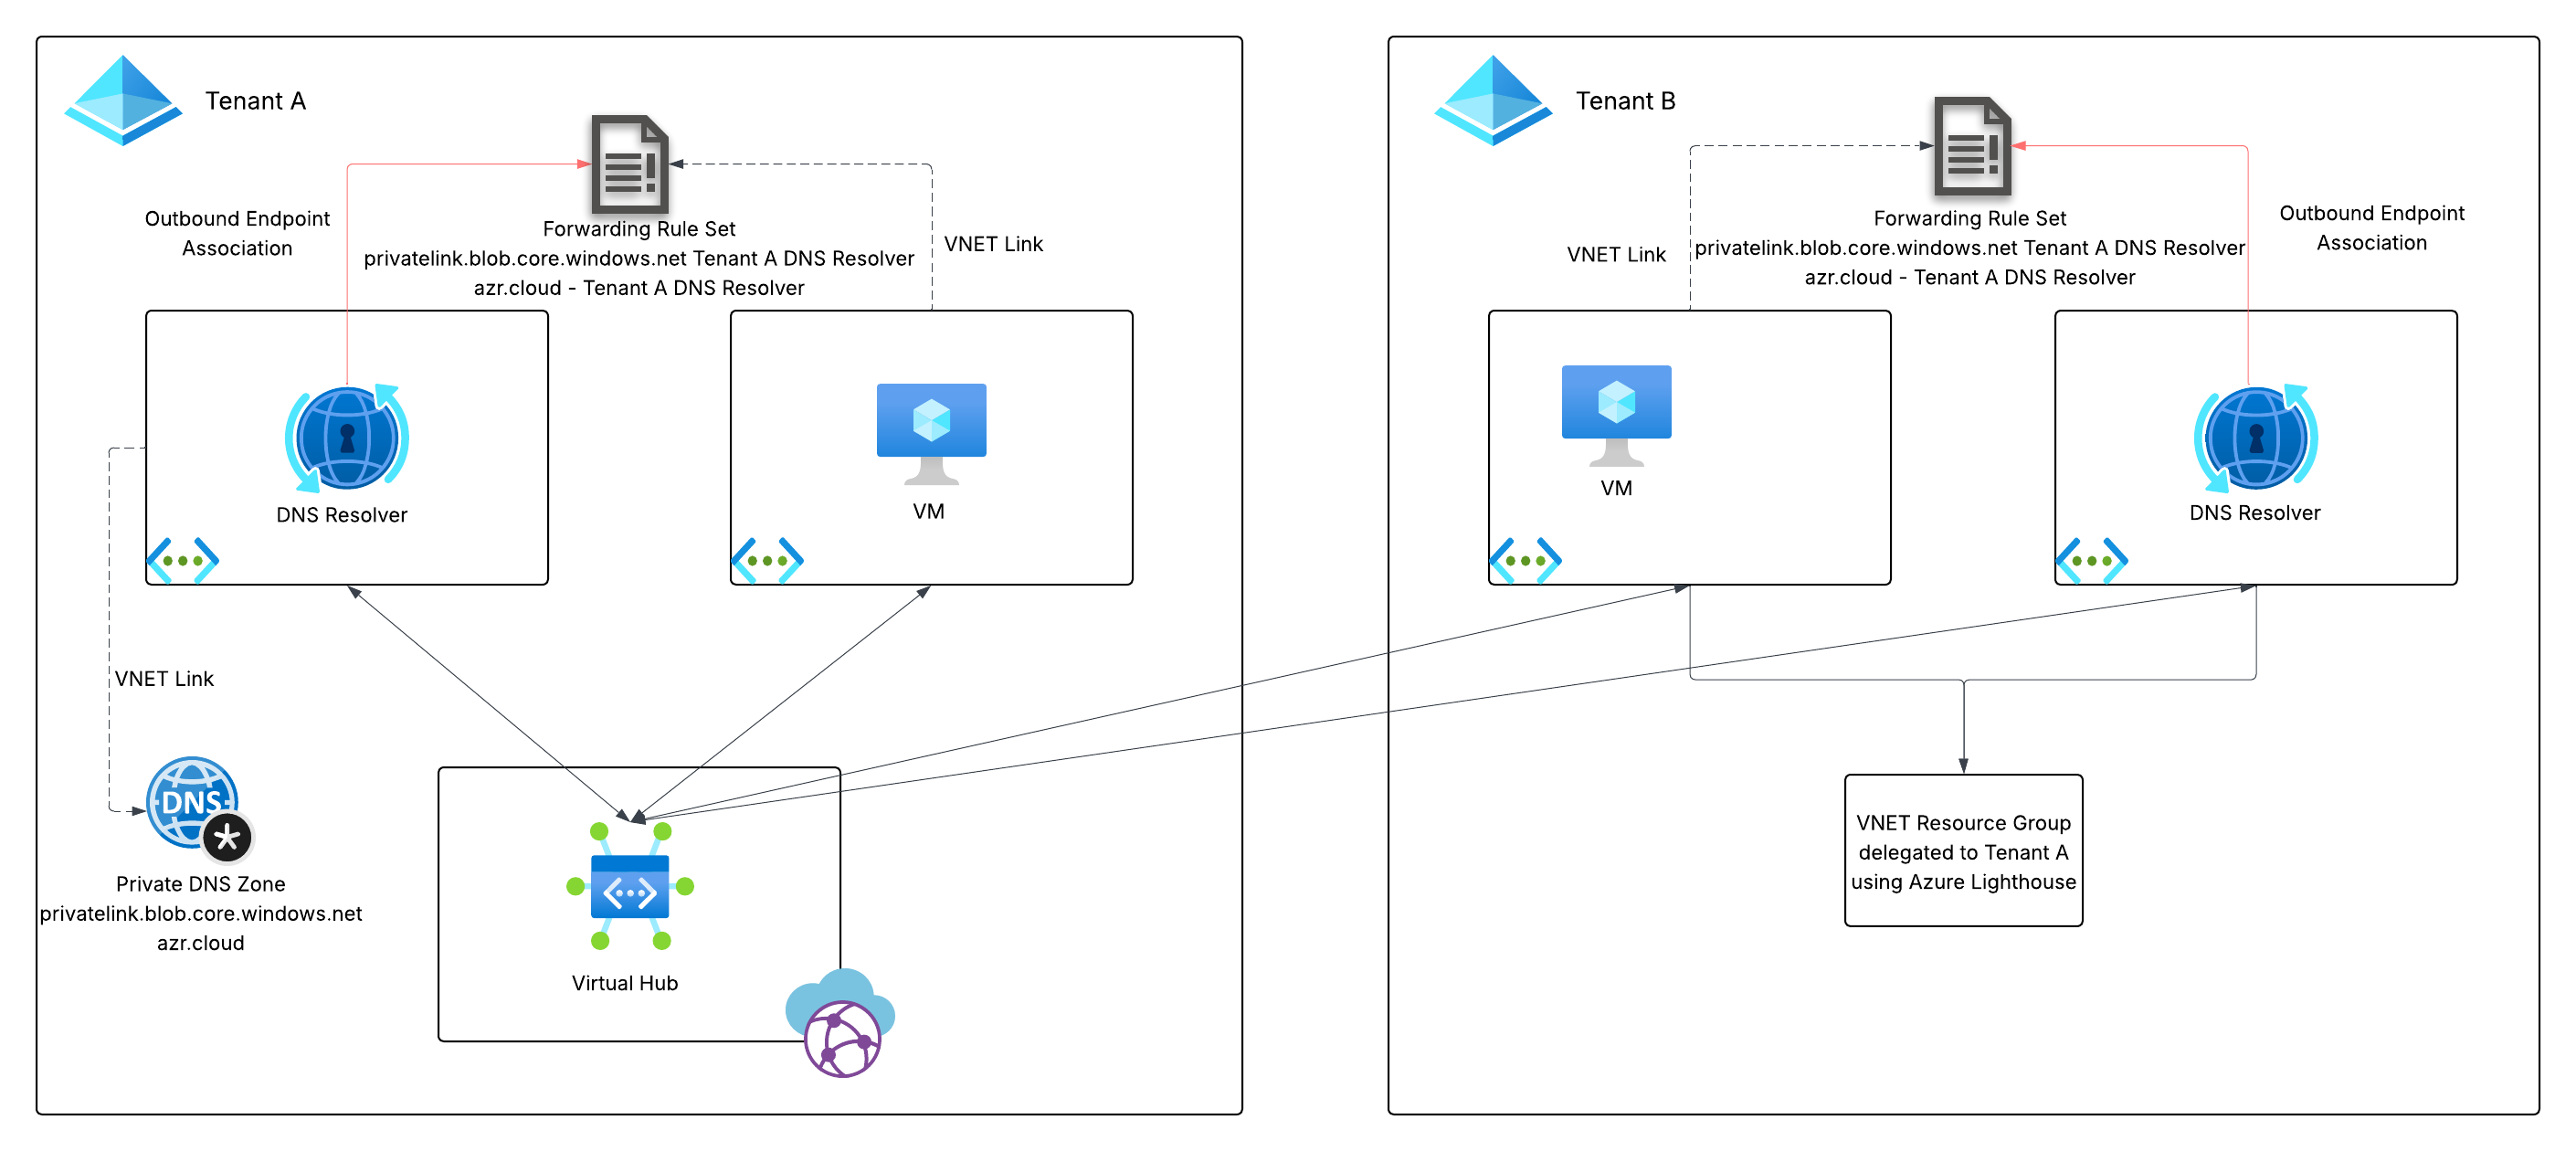 Tenant A
Outbound Endpoint
Association
Forwarding Rule Set
privatelink.blob.core.windows.net Tenant A DNS Resolver
azr.cloud - Tenant A DNS Resolver
VNET Link
DNS Resolver
VM
VNET Link
DNS
Private DNS Zone
privatelink.blob.core.windows.net
azr.cloud
Virtual Hub
Tenant B
VNET Link
Forwarding Rule Set
privatelink.blob.core.windows.net Tenant A DNS Resolver
azr.cloud - Tenant A DNS Resolver
Outbound Endpoint
Association
VM
DNS Resolver
VNET Resource Group
delegated to Tenant A
using Azure Lighthouse